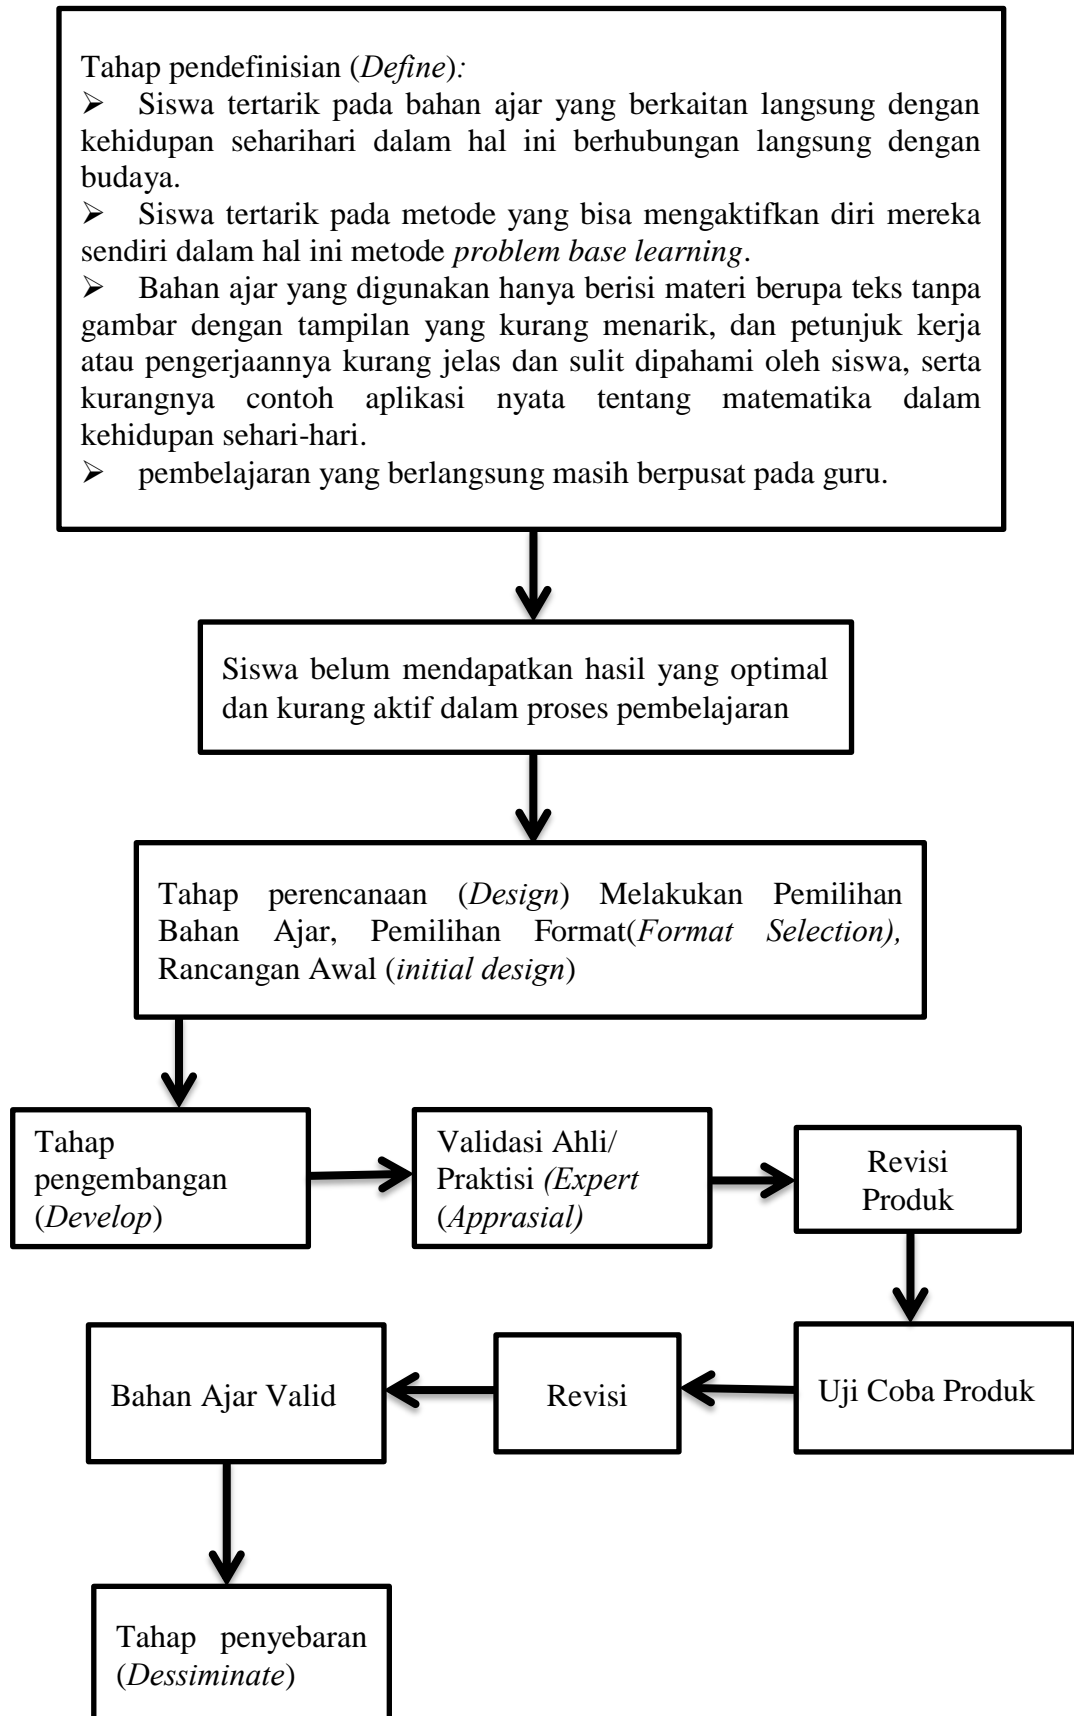 Tahap pendefinisian (Define):
➢ Siswa tertarik pada bahan ajar yang berkaitan langsung dengan
kehidupan seharihari dalam hal ini berhubungan langsung dengan
budaya.
➢ Siswa tertarik pada metode yang bisa mengaktifkan diri mereka
sendiri dalam hal ini metode problem base learning.
➢ Bahan ajar yang digunakan hanya berisi materi berupa teks tanpa
gambar dengan tampilan yang kurang menarik, dan petunjuk kerja
atau pengerjaannya kurang jelas dan sulit dipahami oleh siswa, serta
kurangnya contoh aplikasi nyata tentang matematika dalam
kehidupan sehari-hari.
➢ pembelajaran yang berlangsung masih berpusat pada guru.
Siswa belum mendapatkan hasil yang optimal
dan kurang aktif dalam proses pembelajaran
Tahap perencanaan (Design) Melakukan Pemilihan
Bahan Ajar, Pemilihan Format(Format Selection),
Rancangan Awal (initial design)
Tahap
pengembangan
(Develop)
Validasi Ahli/
Praktisi (Expert
(Apprasial)
Revisi
Produk
Uji Coba Produk
Revisi
Bahan Ajar Valid
Tahap penyebaran
(Dessiminate)